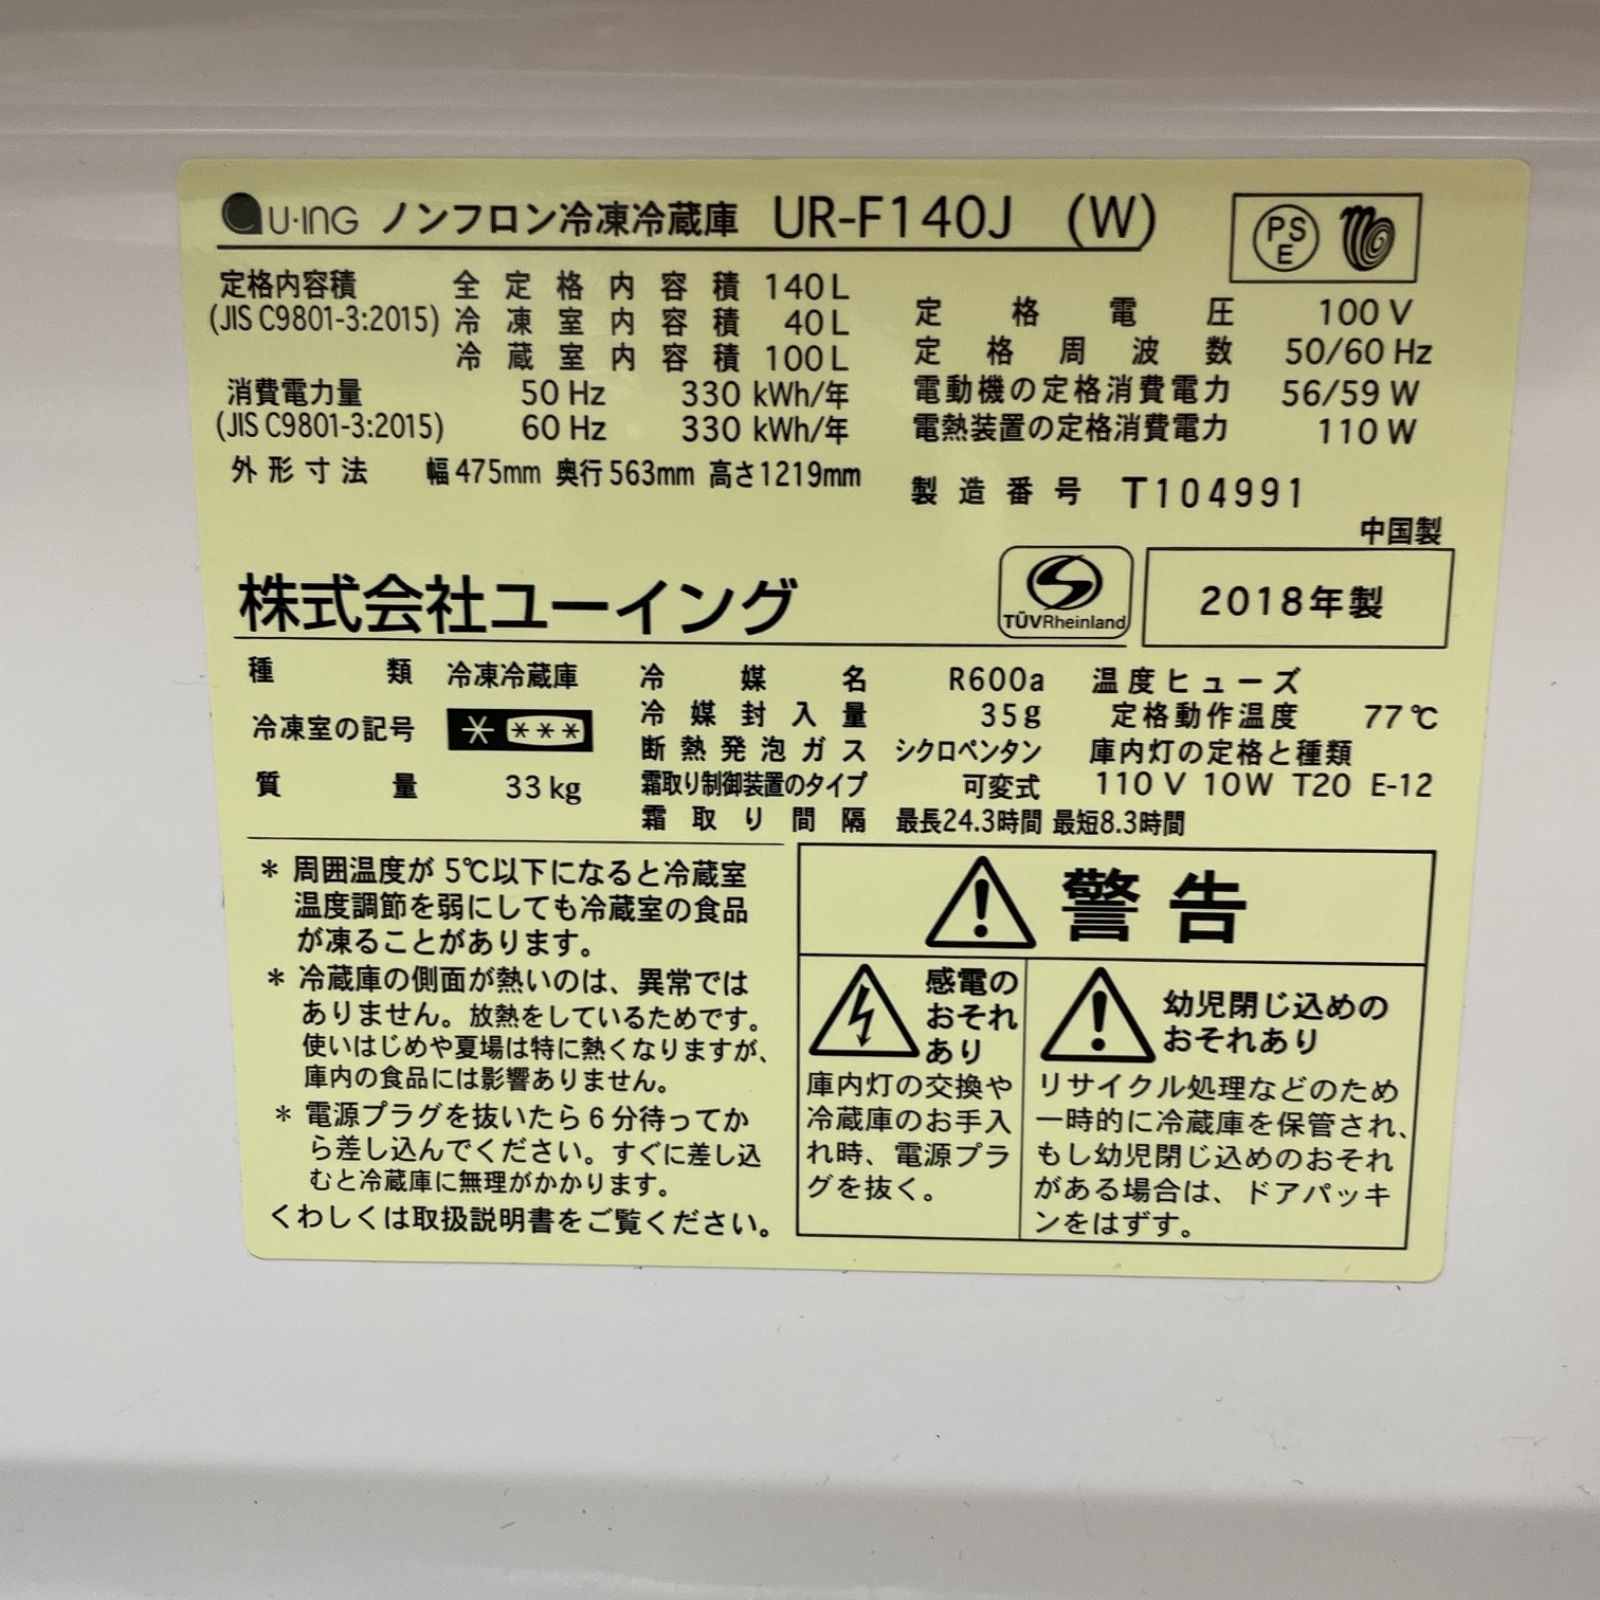 U·ING ノンフロン冷凍冷蔵庫 UR-F140J (W)
PS
E
定格内容積 全定格内容積 140L
(JIS C9801-3:2015) 冷凍室内容積 40L
冷蔵室内容積 100L
消費電力量 50 Hz 330 kWh/年
(JIS C9801-3:2015) 60 Hz 330 kWh/年
外形寸法 幅475mm 奥行563mm 高さ1219mm
定格電圧 100 V
定格周波数 50/60 Hz
電動機の定格消費電力 56/59 W
電熱装置の定格消費電力 110 W
製造番号 T104991
中国製
株式会社ユーイング
TÜVRheinland
2018年製
種類 冷凍冷蔵庫
冷凍室の記号 * ***
質量 33 kg
冷媒名 R600a
冷媒封入量 35g
断熱発泡ガス シクロペンタン
霜取り制御装置のタイプ 可変式
霜取り間隔 最長24.3時間 最短8.3時間
温度ヒューズ
定格動作温度 77℃
庫内灯の定格と種類
110 V 10W T20 E-12
* 周囲温度が 5℃以下になると冷蔵室
温度調節を弱にしても冷蔵室の食品
が凍ることがあります。
* 冷蔵庫の側面が熱いのは、異常では
ありません。放熱をしているためです。
使いはじめや夏場は特に熱くなりますが、
庫内の食品には影響ありません。
* 電源プラグを抜いたら6分待ってか
ら差し込んでください。すぐに差し込
むと冷蔵庫に無理がかかります。
くわしくは取扱説明書をご覧ください。
警告
感電の
おそれ
あり
庫内灯の交換や
冷蔵庫のお手入
れ時、電源プラ
グを抜く。
幼児閉じ込めの
おそれあり
リサイクル処理などのため
一時的に冷蔵庫を保管され、
もし幼児閉じ込めのおそれ
がある場合は、ドアパッキ
ンをはずす。